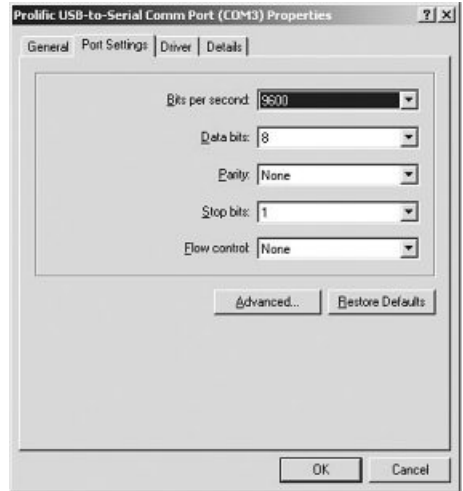 Prolific USB-to-Serial Comm Port (COM3) Properties ? X
General Port Settings Driver Details
Bits per second: 9600
Data bits: 8
Parity: None
Stop bits: 1
Flow control: None
Advanced... Restore Defaults
OK Cancel